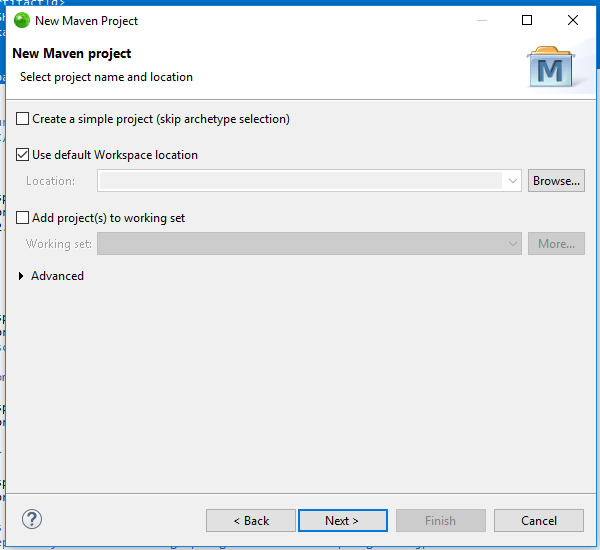 New Maven Project
New Maven project
Select project name and location
M
Create a simple project (skip archetype selection)
Use default Workspace location
Location:
Browse...
Add project(s) to working set
Working set:
More...
Advanced
?
< Back
Next >
Finish
Cancel